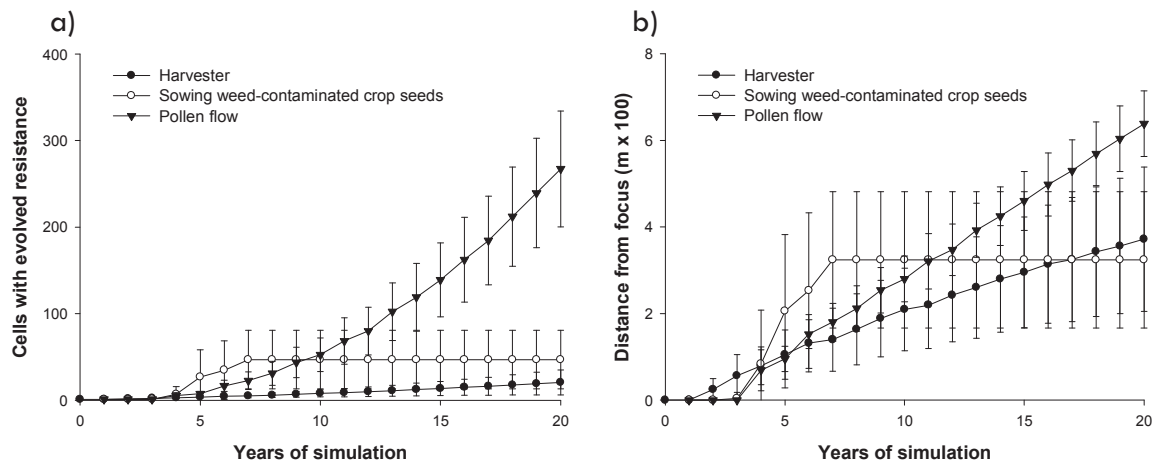 a)
Cells with evolved resistance
400
300
200
100
0
Harvester
Sowing weed-contaminated crop seeds
Pollen flow
0 5 10 15 20
Years of simulation
b)
Distance from focus (m x 100)
8
6
4
2
0
Harvester
Sowing weed-contaminated crop seeds
Pollen flow
0 5 10 15 20
Years of simulation